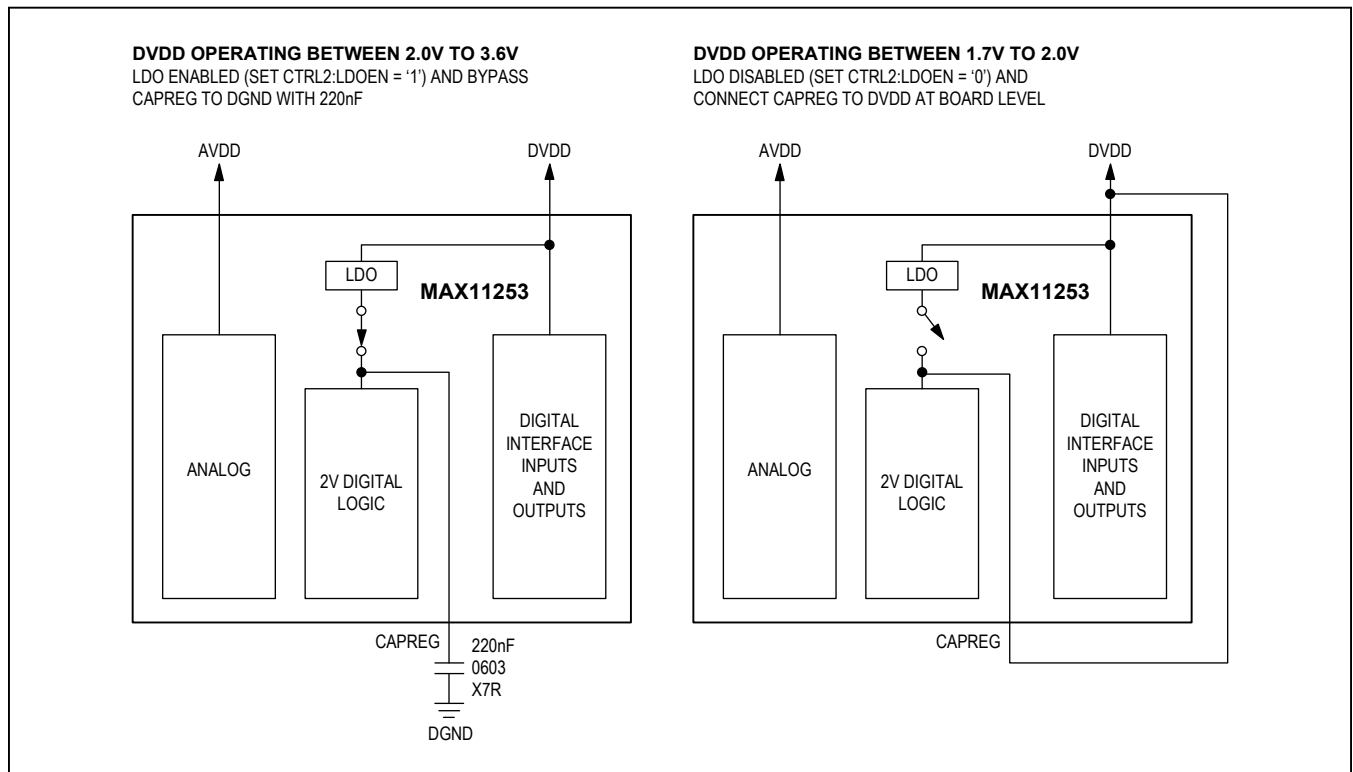 DVDD OPERATING BETWEEN 2.0V TO 3.6V
LDO ENABLED (SET CTRL2:LDOEN = ‘1’) AND BYPASS
CAPREG TO DGND WITH 220nF
AVDD
DVDD
LDO
MAX11253
ANALOG
2V DIGITAL
LOGIC
DIGITAL
INTERFACE
INPUTS
AND
OUTPUTS
CAPREG
220nF
0603
X7R
DGND
DVDD OPERATING BETWEEN 1.7V TO 2.0V
LDO DISABLED (SET CTRL2:LDOEN = ‘0’) AND
CONNECT CAPREG TO DVDD AT BOARD LEVEL
AVDD
DVDD
LDO
MAX11253
ANALOG
2V DIGITAL
LOGIC
DIGITAL
INTERFACE
INPUTS
AND
OUTPUTS
CAPREG